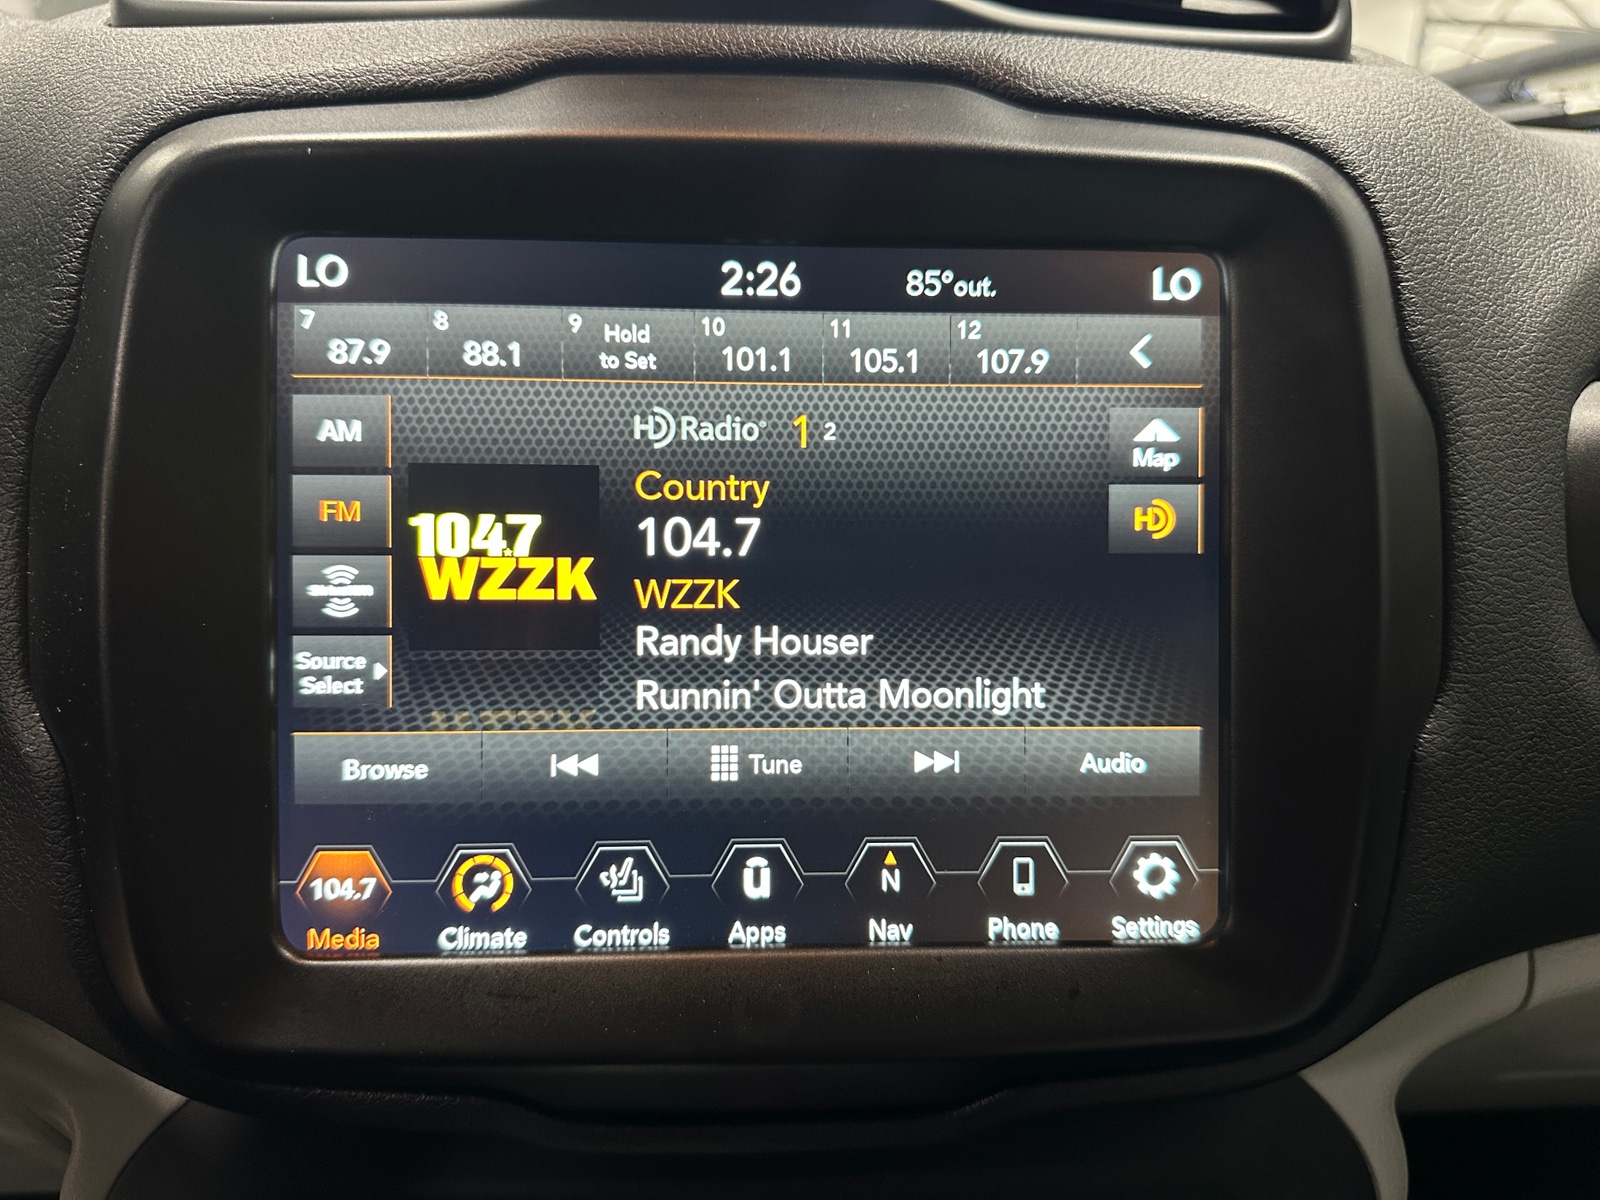 LO 2:26 85°out. LO
7 8 9 Hold 10 11 12
87.9 88.1 to Set 101.1 105.1 107.9
AM HD Radio® 1 2
Map
Country
FM 104.7 HD
104.7
WZZK
WZZK
SiriusXM
Randy Houser
Source
Select
Runnin' Outta Moonlight
Browse Tune Audio
104.7 N
Media Climate Controls Apps Nav Phone Settings